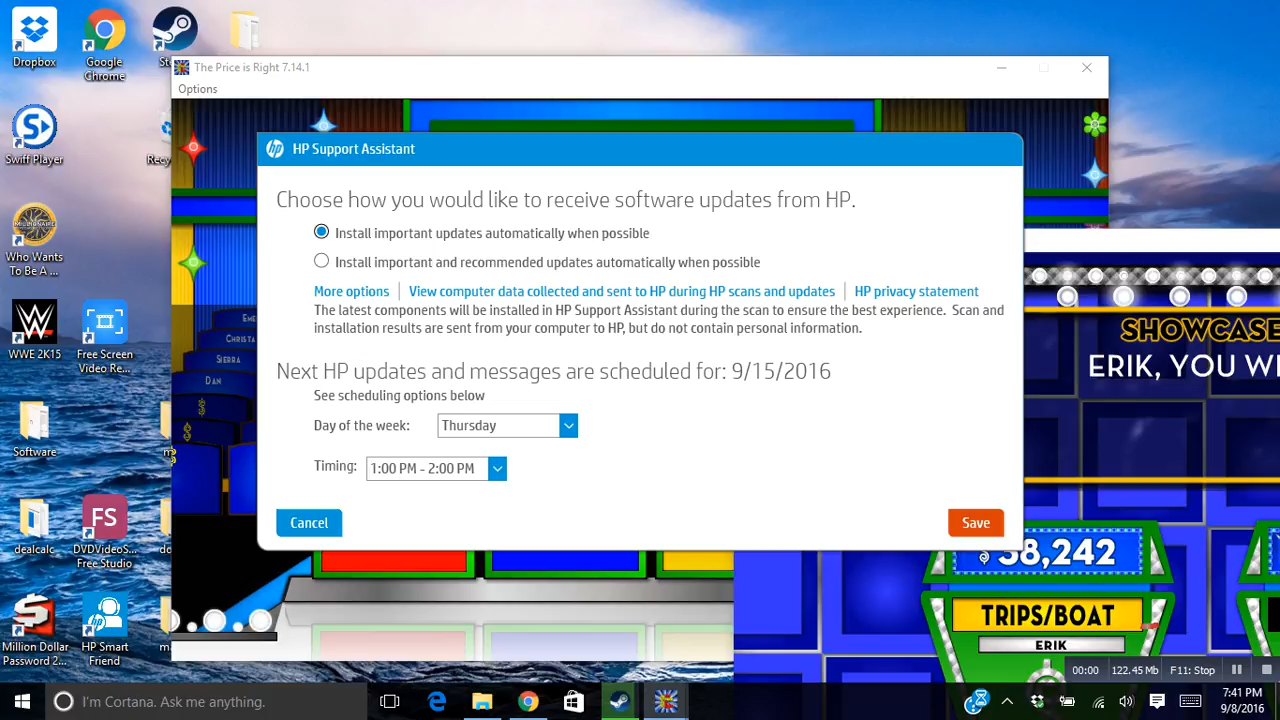 Dropbox
Google
Chrome
St
The Price is Right 7.14.1
Options
Swiff Player
Recy
hp HP Support Assistant
Choose how you would like to receive software updates from HP.
Install important updates automatically when possible
Install important and recommended updates automatically when possible
More options
View computer data collected and sent to HP during HP scans and updates
HP privacy statement
The latest components will be installed in HP Support Assistant during the scan to ensure the best experience. Scan and
installation results are sent from your computer to HP, but do not contain personal information.
Next HP updates and messages are scheduled for: 9/15/2016
See scheduling options below
Day of the week:
Thursday
Timing:
1:00 PM - 2:00 PM
Cancel
Save
MILLIONAIRE
Who Wants
To Be A ...
WWE 2K15
Free Screen
Video Re...
Software
dealcalc
FS
DVDVideoS...
Free Studio
Million Dollar
Password 2...
hp
HP Smart
Friend
CHRISTA
SIERRA
DAN
SHOWCASE
ERIK, YOU WI
$ 38,242
TRIPS/BOAT
ERIK
00:00
122.45 Mb
F11: Stop
I'm Cortana. Ask me anything.
7:41 PM
9/8/2016